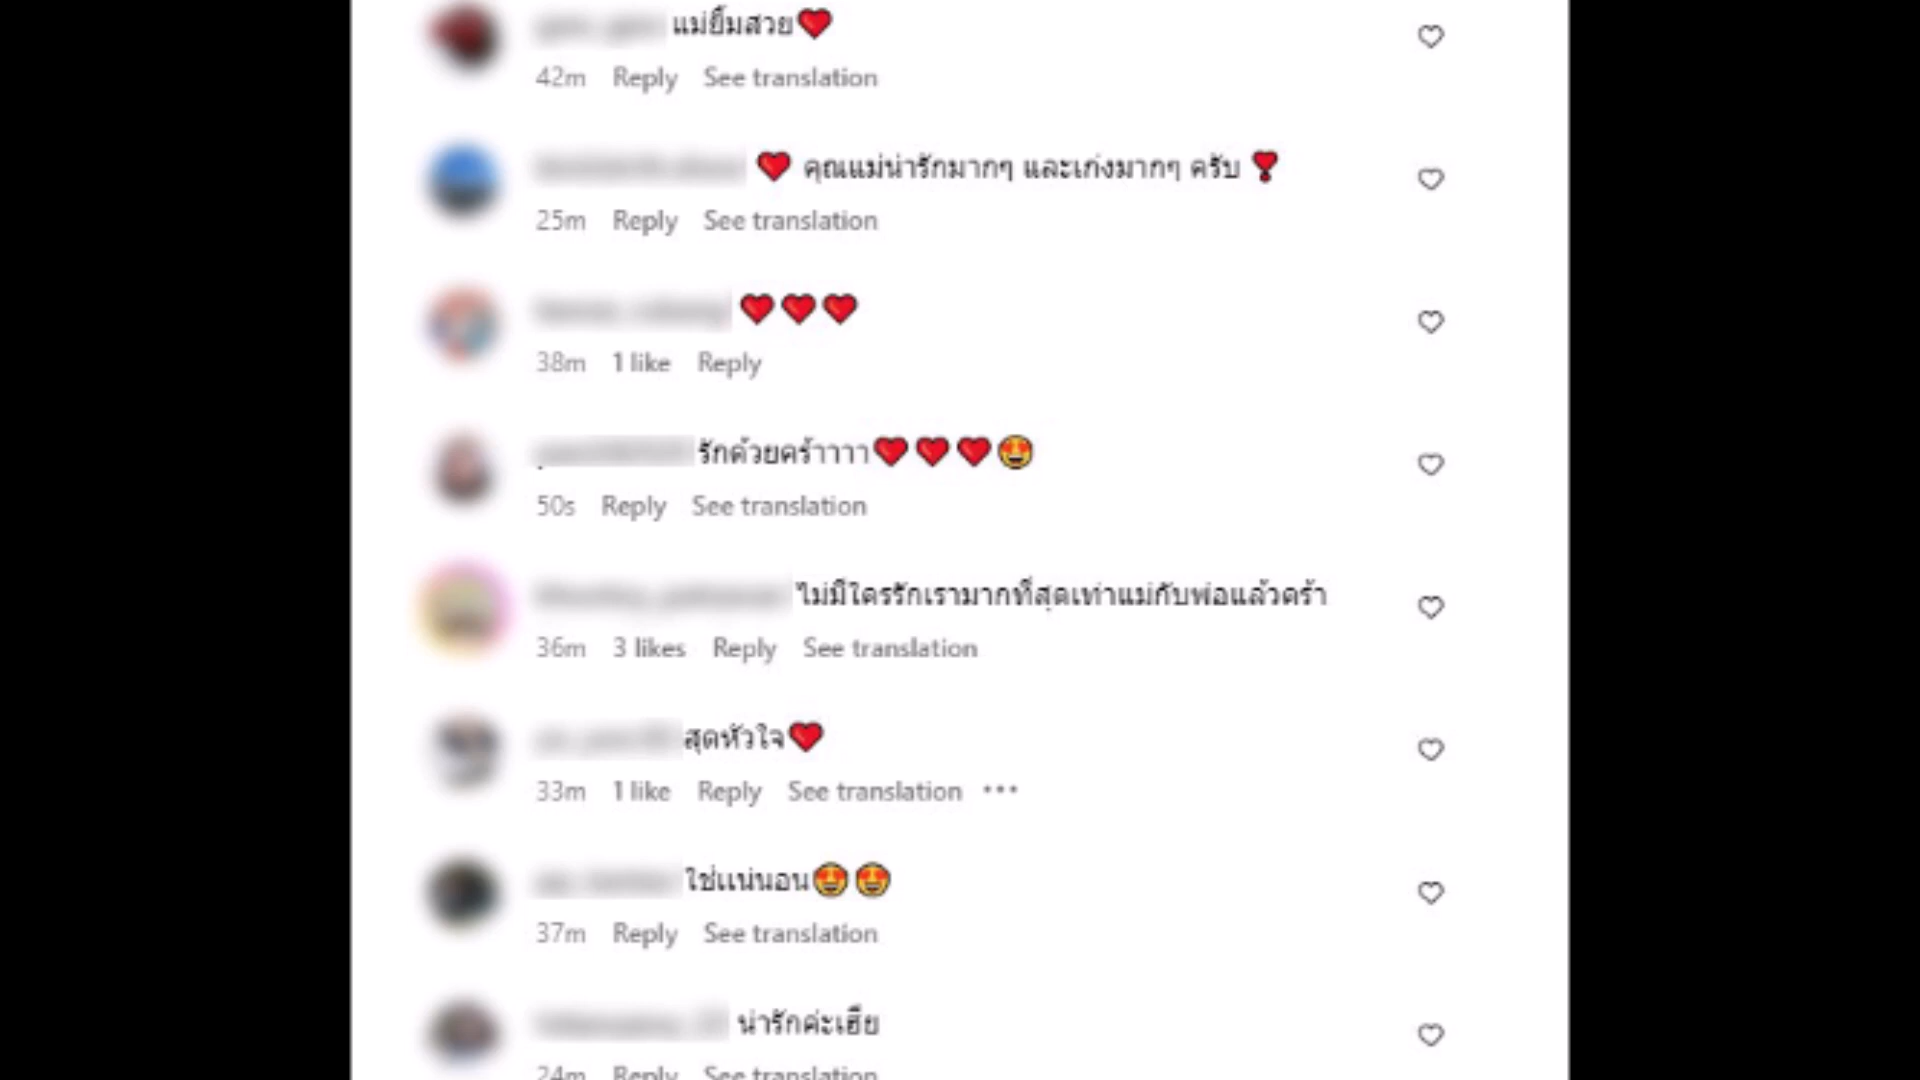 แม่ยิ้มสวย❤️
42m Reply See translation
❤️ คุณแม่น่ารักมากๆ และเก่งมากๆ ครับ ❣️
25m Reply See translation
❤️❤️❤️
38m 1 like Reply
รักด้วยคร้าาาา❤️❤️❤️🤩
50s Reply See translation
ไม่มีใครรักเรามากที่สุดเท่าแม่กับพ่อแล้วคร้า
36m 3 likes Reply See translation
สุดหัวใจ❤️
33m 1 like Reply See translation •••
ใช่แน่นอน😍😍
37m Reply See translation
น่ารักค่ะเฮีย
24m Reply See translation